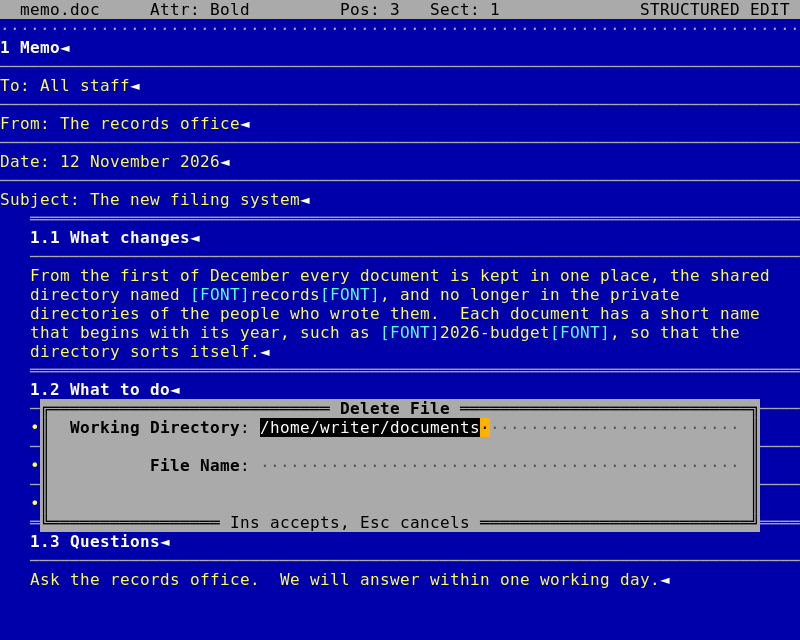 memo.doc Attr: Bold Pos: 3 Sect: 1 STRUCTURED EDIT
1 Memo◄
To: All staff◄
From: The records office◄
Date: 12 November 2026◄
Subject: The new filing system◄
1.1 What changes◄
From the first of December every document is kept in one place, the shared
directory named [FONT]records[FONT], and no longer in the private
directories of the people who wrote them. Each document has a short name
that begins with its year, such as [FONT]2026-budget[FONT], so that the
directory sorts itself.◄
1.2 What to do◄
Delete File
Working Directory: /home/writer/documents
File Name:
Ins accepts, Esc cancels
1.3 Questions◄
Ask the records office. We will answer within one working day.◄